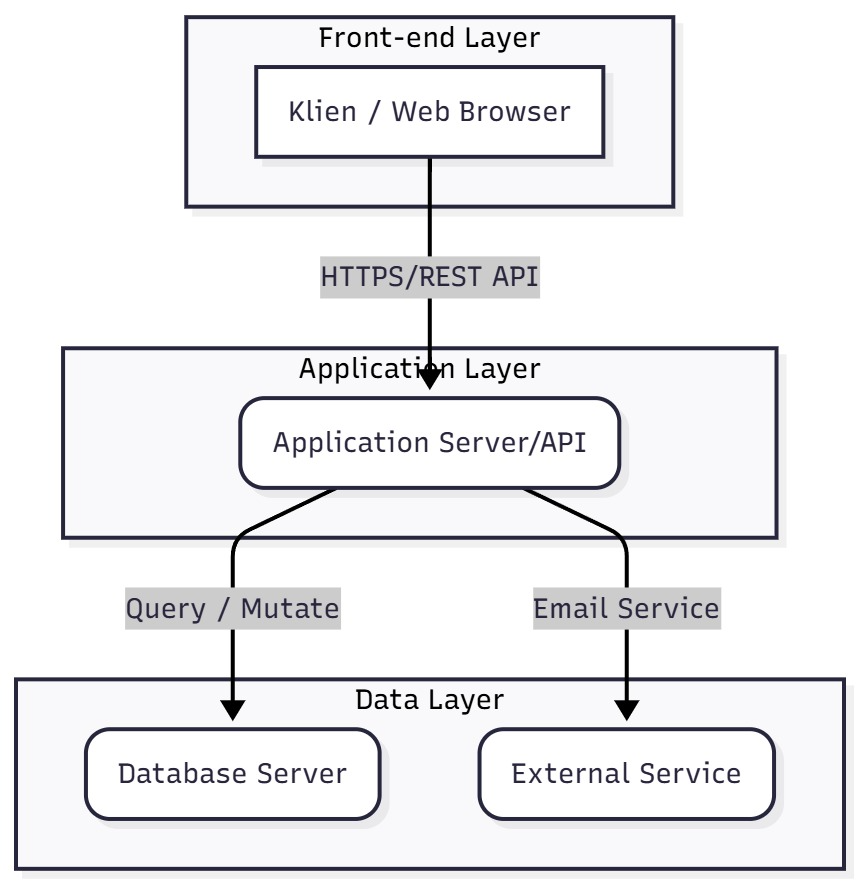 Front-end Layer
Klien / Web Browser
HTTPS/REST API
Application Layer
Application Server/API
Query / Mutate
Email Service
Data Layer
Database Server
External Service